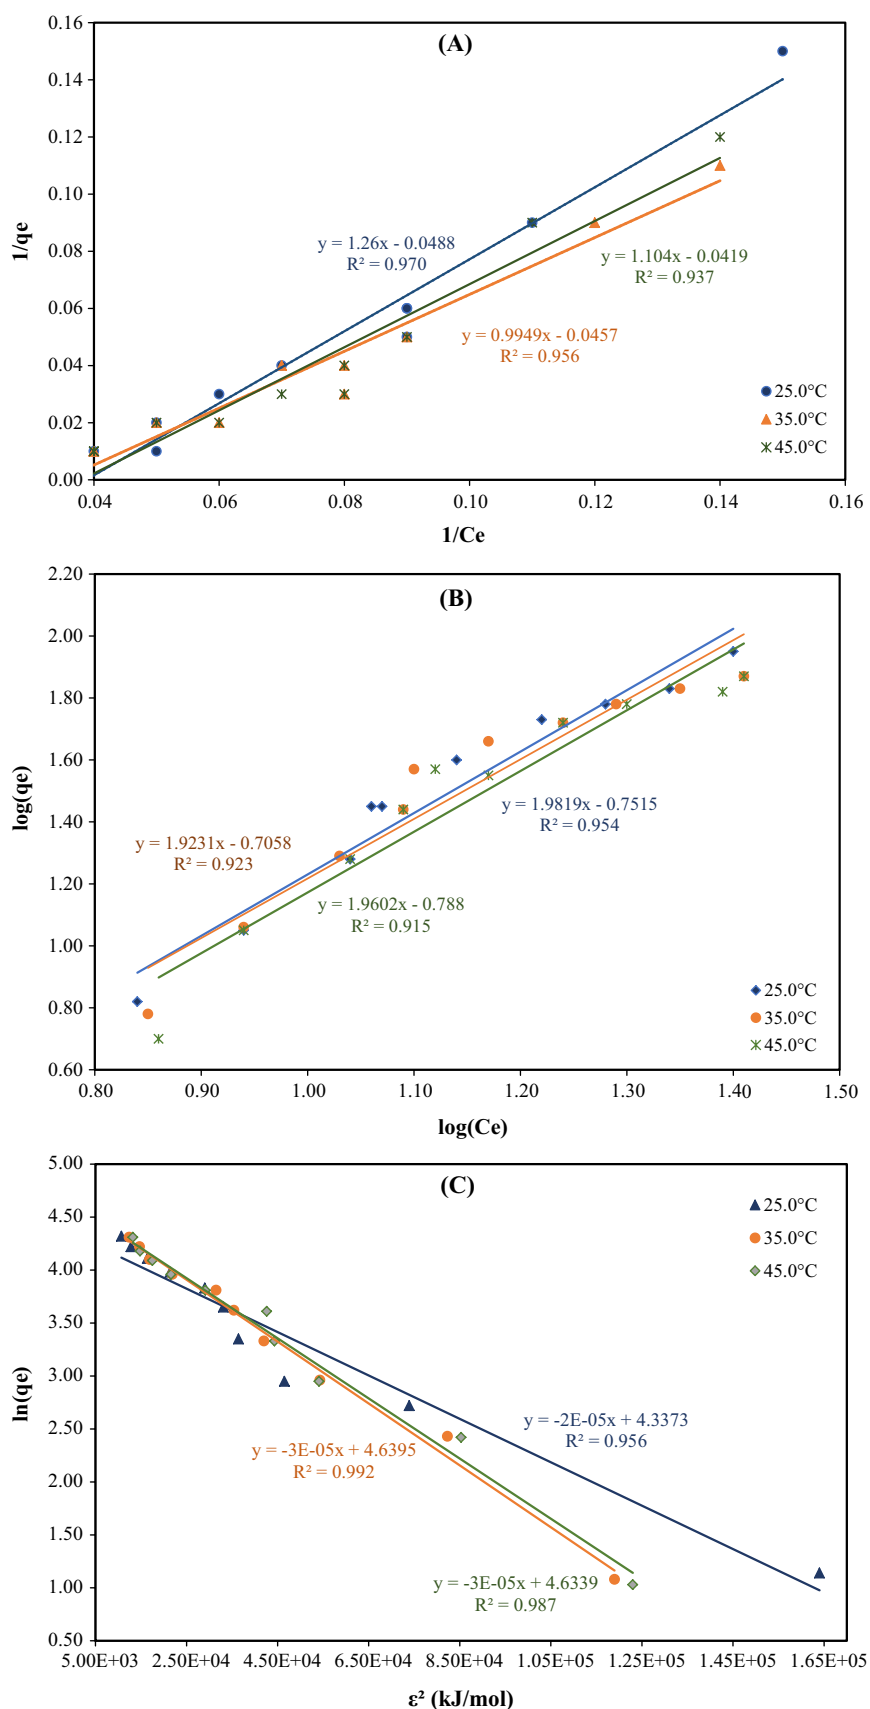 (A)
0.16
0.14
0.12
0.10
0.08
0.06
0.04
0.02
0.00
1/qe
y = 1.26x - 0.0488
R² = 0.970
y = 1.104x - 0.0419
R² = 0.937
y = 0.9949x - 0.0457
R² = 0.956
25.0°C
35.0°C
45.0°C
0.04 0.06 0.08 0.10 0.12 0.14 0.16
1/Ce
(B)
2.20
2.00
1.80
1.60
1.40
1.20
1.00
0.80
0.60
log(qe)
y = 1.9819x - 0.7515
R² = 0.954
y = 1.9231x - 0.7058
R² = 0.923
y = 1.9602x - 0.788
R² = 0.915
25.0°C
35.0°C
45.0°C
0.80 0.90 1.00 1.10 1.20 1.30 1.40 1.50
log(Ce)
(C)
5.00
4.50
4.00
3.50
3.00
2.50
2.00
1.50
1.00
0.50
ln(qe)
25.0°C
35.0°C
45.0°C
y = -2E-05x + 4.3373
R² = 0.956
y = -3E-05x + 4.6395
R² = 0.992
y = -3E-05x + 4.6339
R² = 0.987
5.00E+03 2.50E+04 4.50E+04 6.50E+04 8.50E+04 1.05E+05 1.25E+05 1.45E+05 1.65E+05
ε² (kJ/mol)